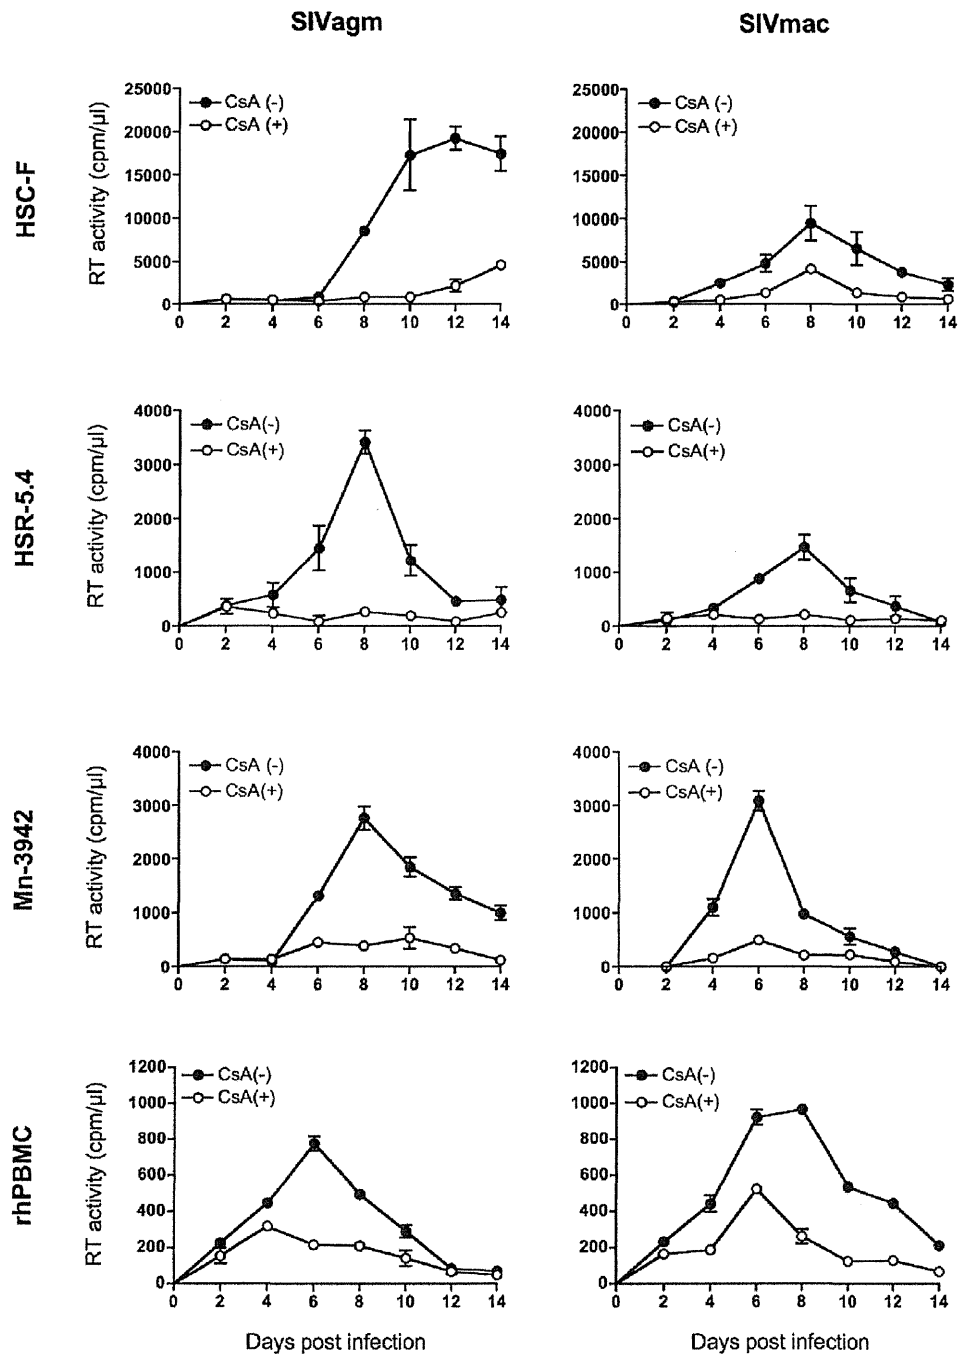 SIVagm
SIVmac
HSC-F
RT activity (cpm/µl)
25000
20000
15000
10000
5000
0
CsA (-)
CsA (+)
0 2 4 6 8 10 12 14
25000
20000
15000
10000
5000
0
CsA (-)
CsA (+)
0 2 4 6 8 10 12 14
HSR-5.4
RT activity (cpm/µl)
4000
3000
2000
1000
0
CsA(-)
CsA(+)
0 2 4 6 8 10 12 14
4000
3000
2000
1000
0
CsA(-)
CsA(+)
0 2 4 6 8 10 12 14
Mn-3942
RT activity (cpm/µl)
4000
3000
2000
1000
0
CsA (-)
CsA(+)
0 2 4 6 8 10 12 14
4000
3000
2000
1000
0
CsA (-)
CsA(+)
0 2 4 6 8 10 12 14
rhPBMC
RT activity (cpm/µl)
1200
1000
800
600
400
200
0
CsA(-)
CsA(+)
0 2 4 6 8 10 12 14
Days post infection
1200
1000
800
600
400
200
0
CsA(-)
CsA(+)
0 2 4 6 8 10 12 14
Days post infection